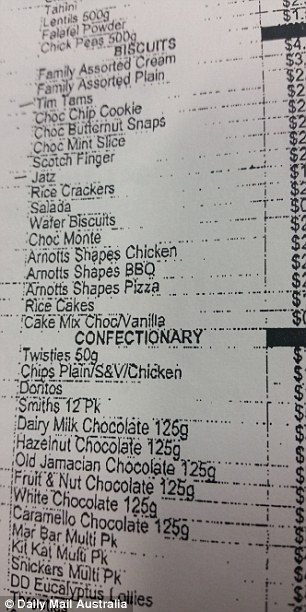 Tahini
Lentils 500g
Falafel Powder
Chick Pees 500g
BISCUITS
Family Assorted Cream
Family Assorted Plain
Tim Tams
Choc Chip Cookie
Choc Butternut Snaps
Choc Mint Slice
Scotch Finger
Jatz
Rice Crackers
Salada
Water Biscuits
Choc Monte
Arnotts Shapes Chicken
Arnotts Shapes BBQ
Arnotts Shapes Pizza
Rice Cakes
Cake Mix Choc/Vanilla
CONFECTIONARY
Twisties 50g
Chips Plain/S&V/Chicken
Doritos
Smiths 12 Pk
Dairy Milk Chocolate 125g
Hazelnut Chocolate 125g
Old Jamacian Chocolate 125g
Fruit & Nut Chocolate 125g
White Chocolate 125g
Caramello Chocolate 125g
Mar Bar Multi Pk
Kit Kat Multi Pk
Snickers Multi Pk
DD Eucalyptus Lollies
© Daily Mail Australia